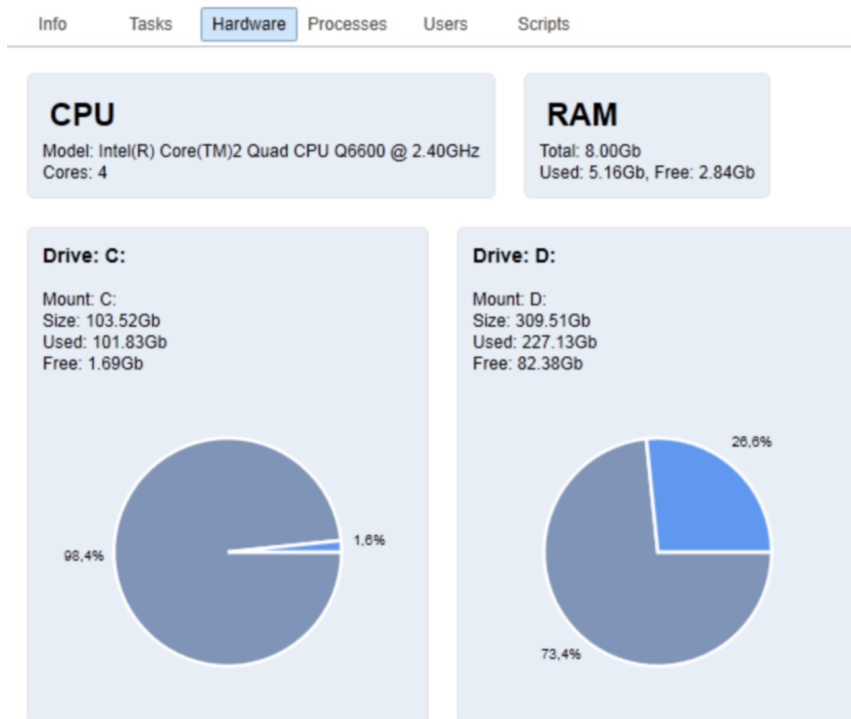 Info Tasks Hardware Processes Users Scripts
CPU
Model: Intel(R) Core(TM)2 Quad CPU Q6600 @ 2.40GHz
Cores: 4
RAM
Total: 8.00Gb
Used: 5.16Gb, Free: 2.84Gb
Drive: C:
Mount: C:
Size: 103.52Gb
Used: 101.83Gb
Free: 1.69Gb
98,4%
1,6%
Drive: D:
Mount: D:
Size: 309.51Gb
Used: 227.13Gb
Free: 82.38Gb
26,6%
73,4%